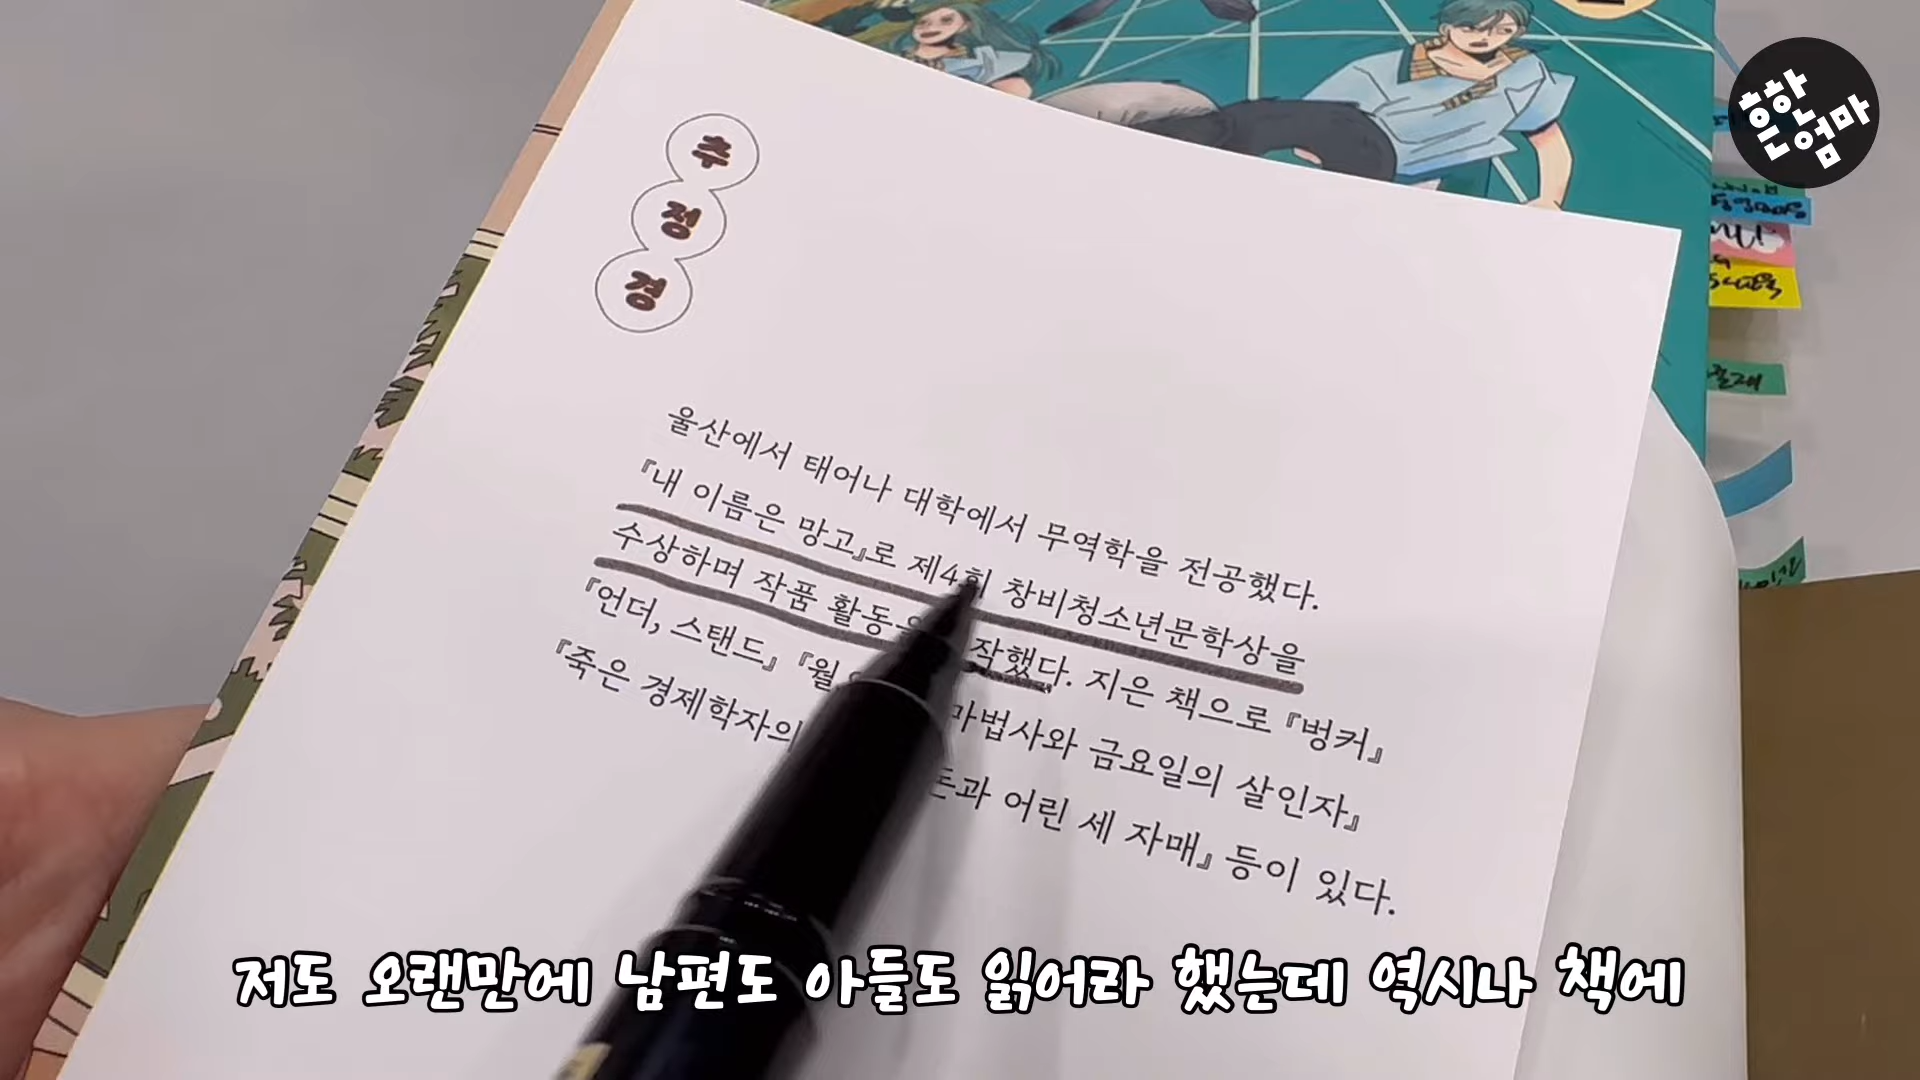 흔한
엄마
추
정
경
울산에서 태어나 대학에서 무역학을 전공했다.
『내 이름은 망고』로 제4회 창비청소년문학상을
수상하며 작품 활동을 작했다. 지은 책으로 『벙커』
『언더, 스탠드』 『월 마법사와 금요일의 살인자』
『죽은 경제학자의 돈과 어린 세 자매』 등이 있다.
저도 오랜만에 남편도 아들도 읽어라 했는데 역시나 책에